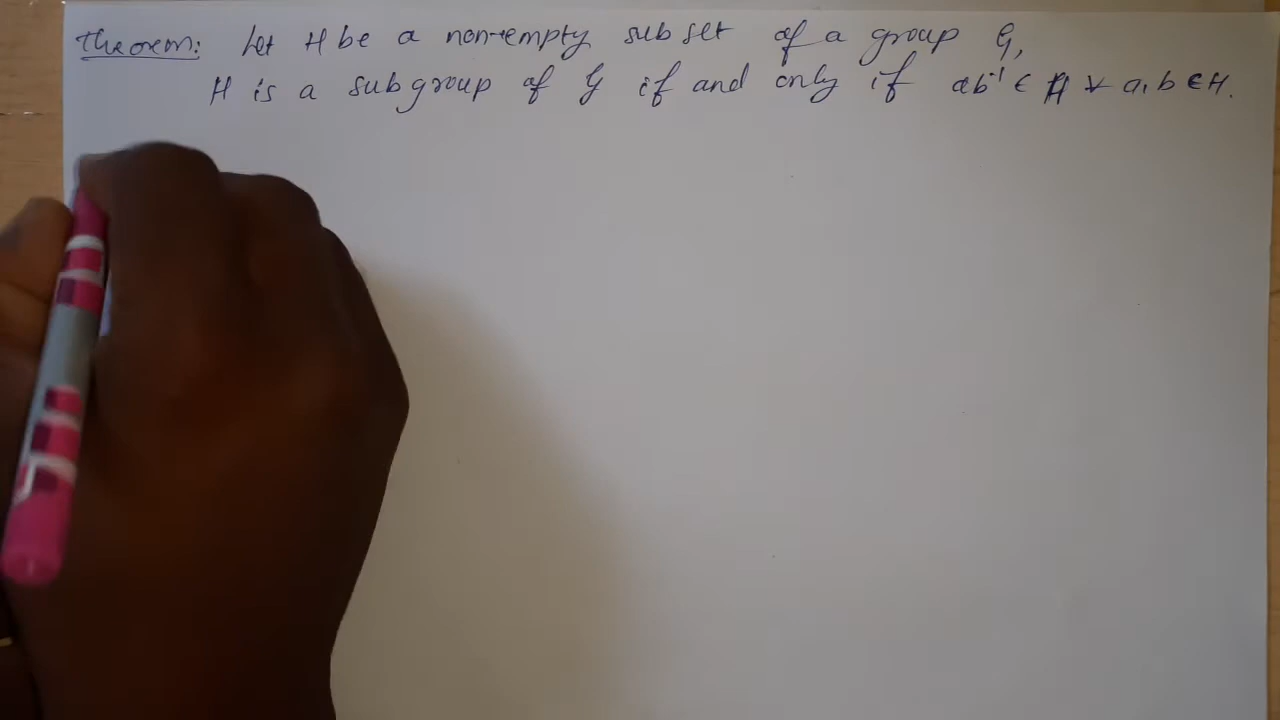 Theorem: Let H be a non-empty subset of a group G,
H is a subgroup of G if and only if ab⁻¹ ∈ H ∀ a, b ∈ H.